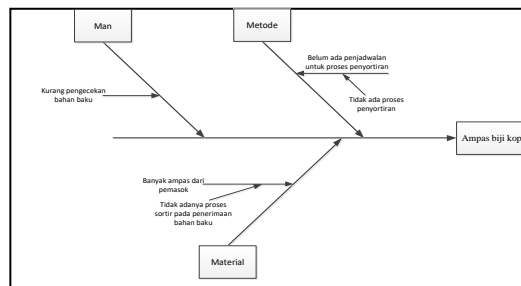 Man
Metode
Belum ada penjadwalan
untuk proses penyortiran
Kurang pengecekan
bahan baku
Tidak ada proses
penyortiran
Ampas biji kopi
Banyak ampas dari
pemasok
Tidak adanya proses
sortir pada penerimaan
bahan baku
Material